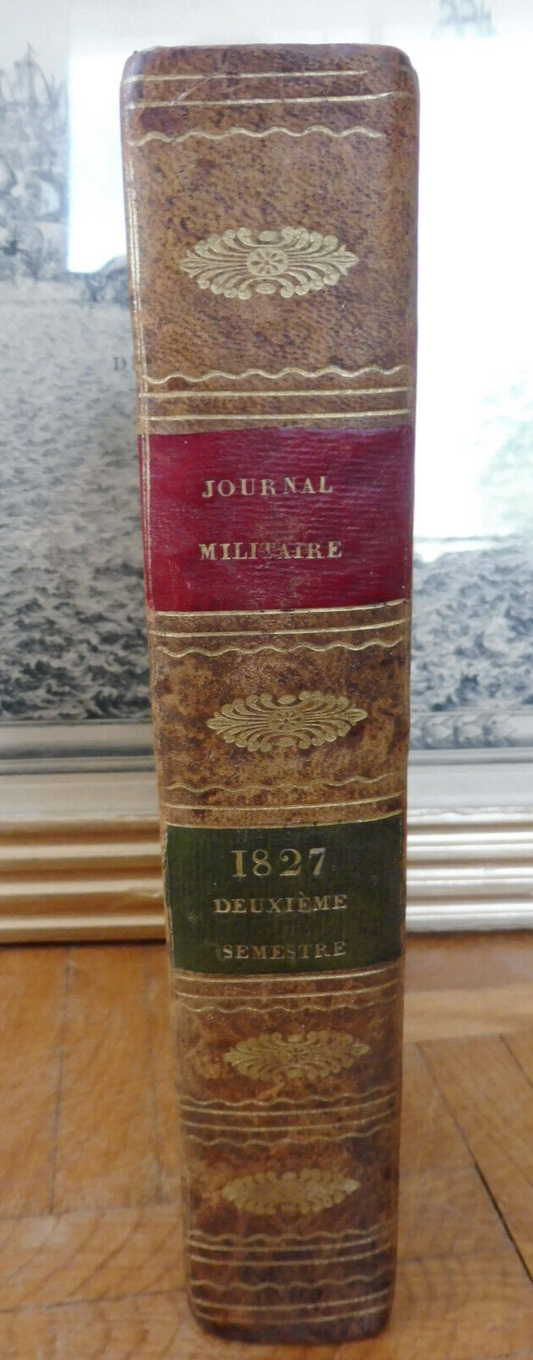 JOURNAL
MILITAIRE
1827
DEUXIÈME
SEMESTRE